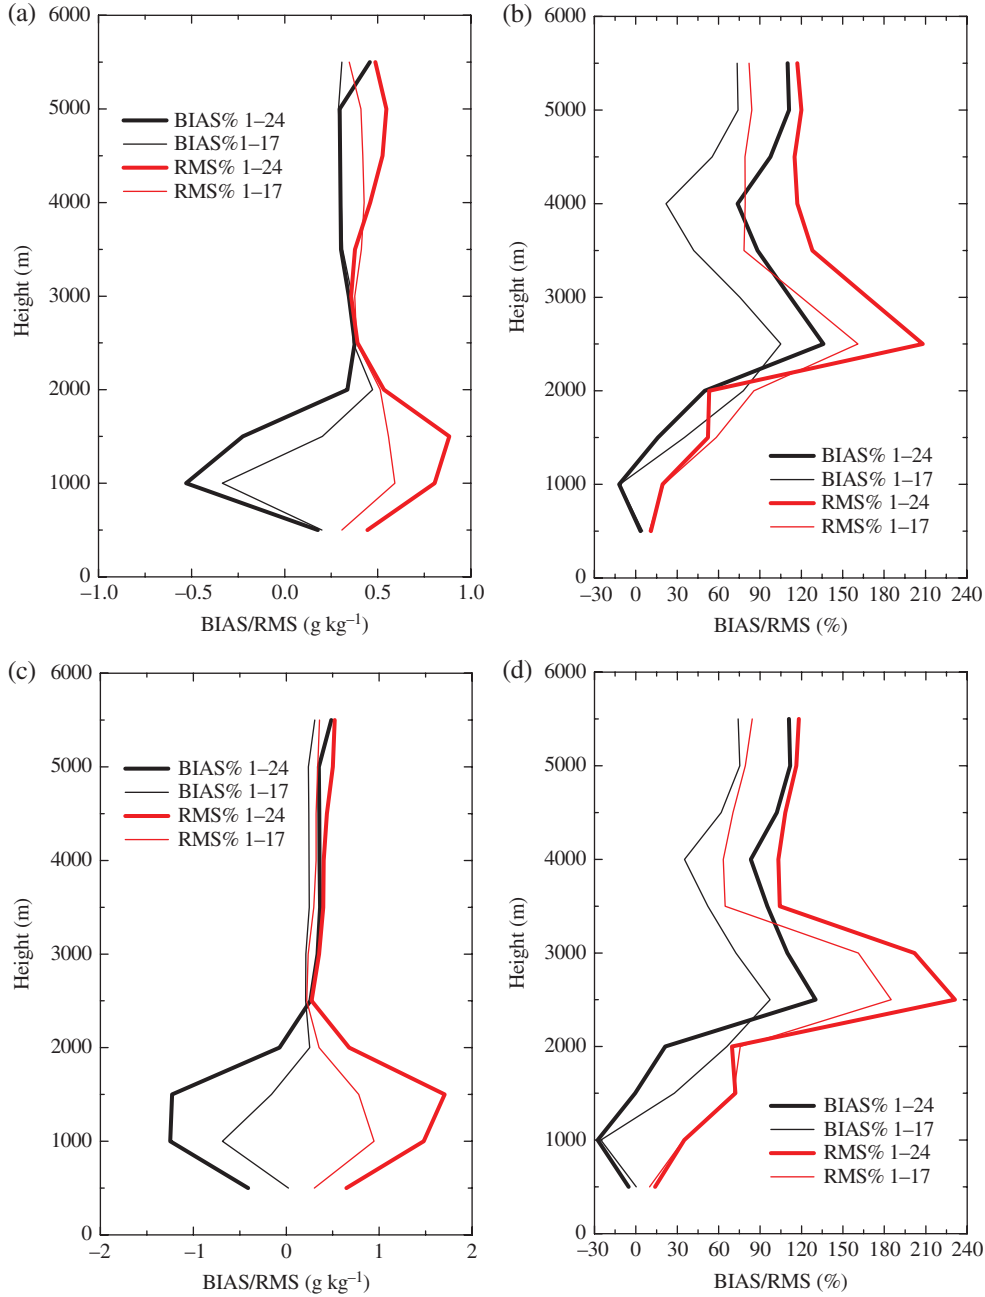 (a)
6000
5000
4000
3000
2000
1000
0
Height (m)
BIAS% 1–24
BIAS%1–17
RMS% 1–24
RMS% 1–17
–1.0 –0.5 0.0 0.5 1.0
BIAS/RMS (g kg–1)
(b)
6000
5000
4000
3000
2000
1000
0
Height (m)
BIAS% 1–24
BIAS% 1–17
RMS% 1–24
RMS% 1–17
–30 0 30 60 90 120 150 180 210 240
BIAS/RMS (%)
(c)
6000
5000
4000
3000
2000
1000
0
Height (m)
BIAS% 1–24
BIAS% 1–17
RMS% 1–24
RMS% 1–17
–2 –1 0 1 2
BIAS/RMS (g kg–1)
(d)
6000
5000
4000
3000
2000
1000
0
Height (m)
BIAS% 1–24
BIAS% 1–17
RMS% 1–24
RMS% 1–17
–30 0 30 60 90 120 150 180 210 240
BIAS/RMS (%)